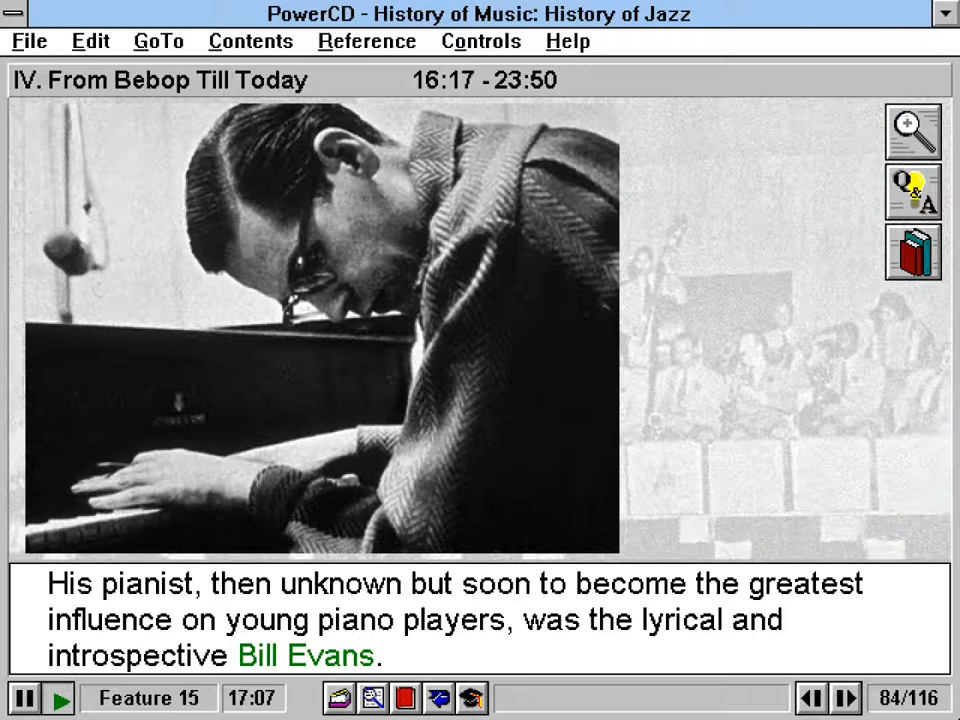 PowerCD - History of Music: History of Jazz
File Edit GoTo Contents Reference Controls Help
IV. From Bebop Till Today 16:17 - 23:50
Q & A
His pianist, then unknown but soon to become the greatest
influence on young piano players, was the lyrical and
introspective Bill Evans.
Feature 15 17:07 84/116